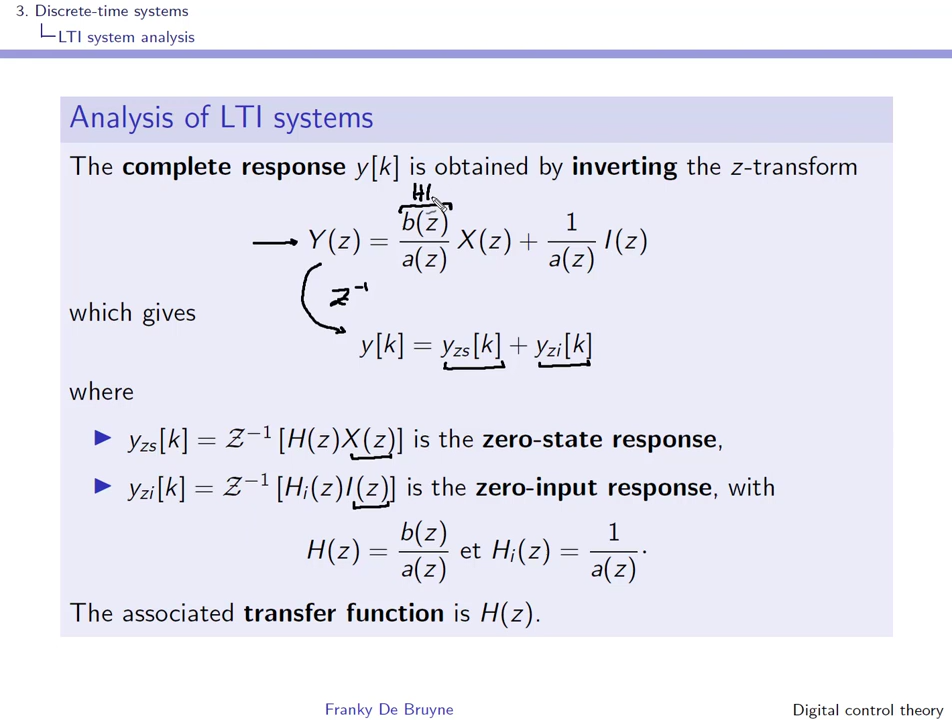 3. Discrete-time systems
LTI system analysis
Analysis of LTI systems
The complete response y[k] is obtained by inverting the z-transform
H(
Y(z) = b(z)/a(z) X(z) + 1/a(z) I(z)
Z⁻¹
which gives
y[k] = y_zs[k] + y_zi[k]
where
▶ y_zs[k] = Z⁻¹ [H(z)X(z)] is the zero-state response,
▶ y_zi[k] = Z⁻¹ [H_i(z)I(z)] is the zero-input response, with
H(z) = b(z)/a(z) et H_i(z) = 1/a(z).
The associated transfer function is H(z).
Franky De Bruyne
Digital control theory